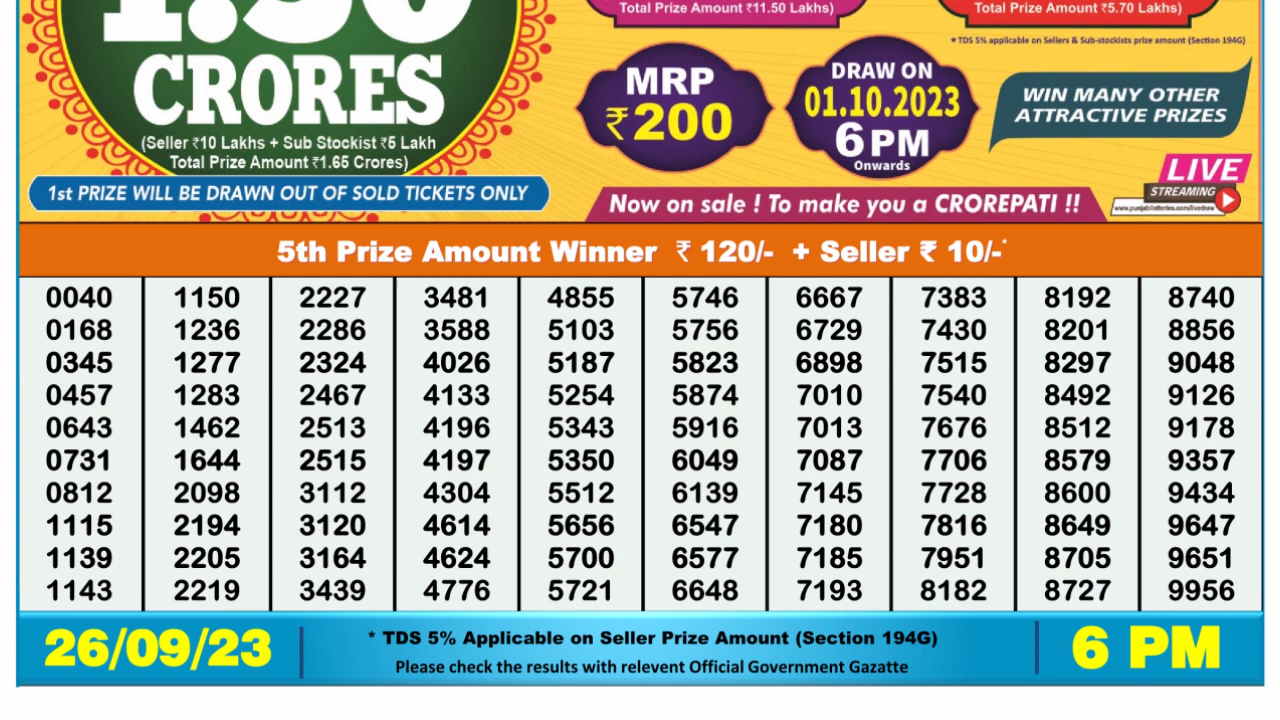 1.50
CRORES
(Seller ₹10 Lakhs + Sub Stockist ₹5 Lakh
Total Prize Amount ₹1.65 Crores)
1st PRIZE WILL BE DRAWN OUT OF SOLD TICKETS ONLY
Total Prize Amount ₹11.50 Lakhs)
Total Prize Amount ₹5.70 Lakhs)
* TDS 5% applicable on Sellers & Sub-stockists prize amount (Section 194G)
MRP
₹200
DRAW ON
01.10.2023
6 PM
Onwards
WIN MANY OTHER
ATTRACTIVE PRIZES
LIVE
STREAMING
www.punjablotteries.com/livedraw
Now on sale ! To make you a CROREPATI !!
5th Prize Amount Winner ₹ 120/- + Seller ₹ 10/-*
0040 1150 2227 3481 4855 5746 6667 7383 8192 8740
0168 1236 2286 3588 5103 5756 6729 7430 8201 8856
0345 1277 2324 4026 5187 5823 6898 7515 8297 9048
0457 1283 2467 4133 5254 5874 7010 7540 8492 9126
0643 1462 2513 4196 5343 5916 7013 7676 8512 9178
0731 1644 2515 4197 5350 6049 7087 7706 8579 9357
0812 2098 3112 4304 5512 6139 7145 7728 8600 9434
1115 2194 3120 4614 5656 6547 7180 7816 8649 9647
1139 2205 3164 4624 5700 6577 7185 7951 8705 9651
1143 2219 3439 4776 5721 6648 7193 8182 8727 9956
26/09/23
* TDS 5% Applicable on Seller Prize Amount (Section 194G)
Please check the results with relevent Official Government Gazatte
6 PM